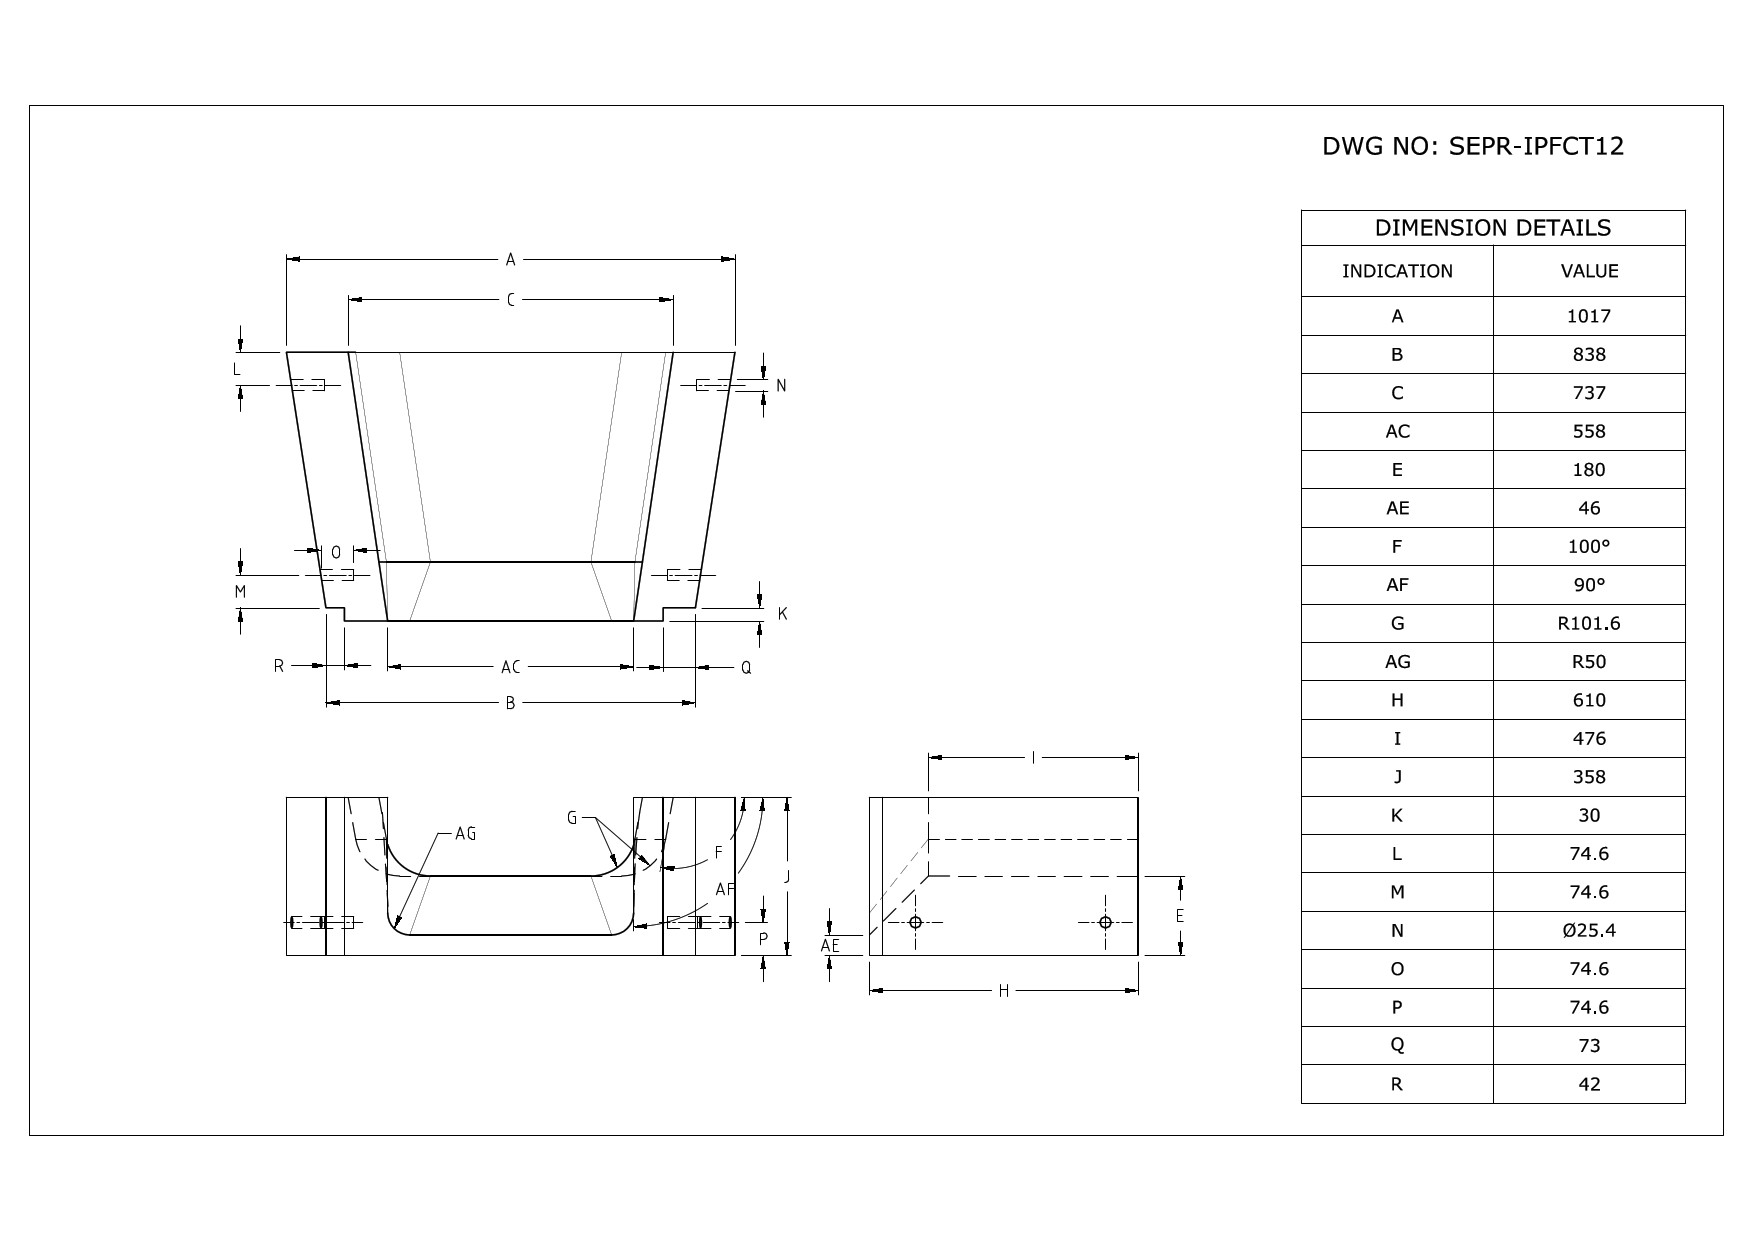 DWG NO: SEPR-IPFCT12
DIMENSION DETAILS
INDICATION VALUE
A 1017
B 838
C 737
AC 558
E 180
AE 46
F 100°
AF 90°
G R101.6
AG R50
H 610
I 476
J 358
K 30
L 74.6
M 74.6
N Ø25.4
O 74.6
P 74.6
Q 73
R 42
A
C
L
N
O
M
K
R
AC
Q
B
I
G
AG
F
J
AF
E
P
AE
H